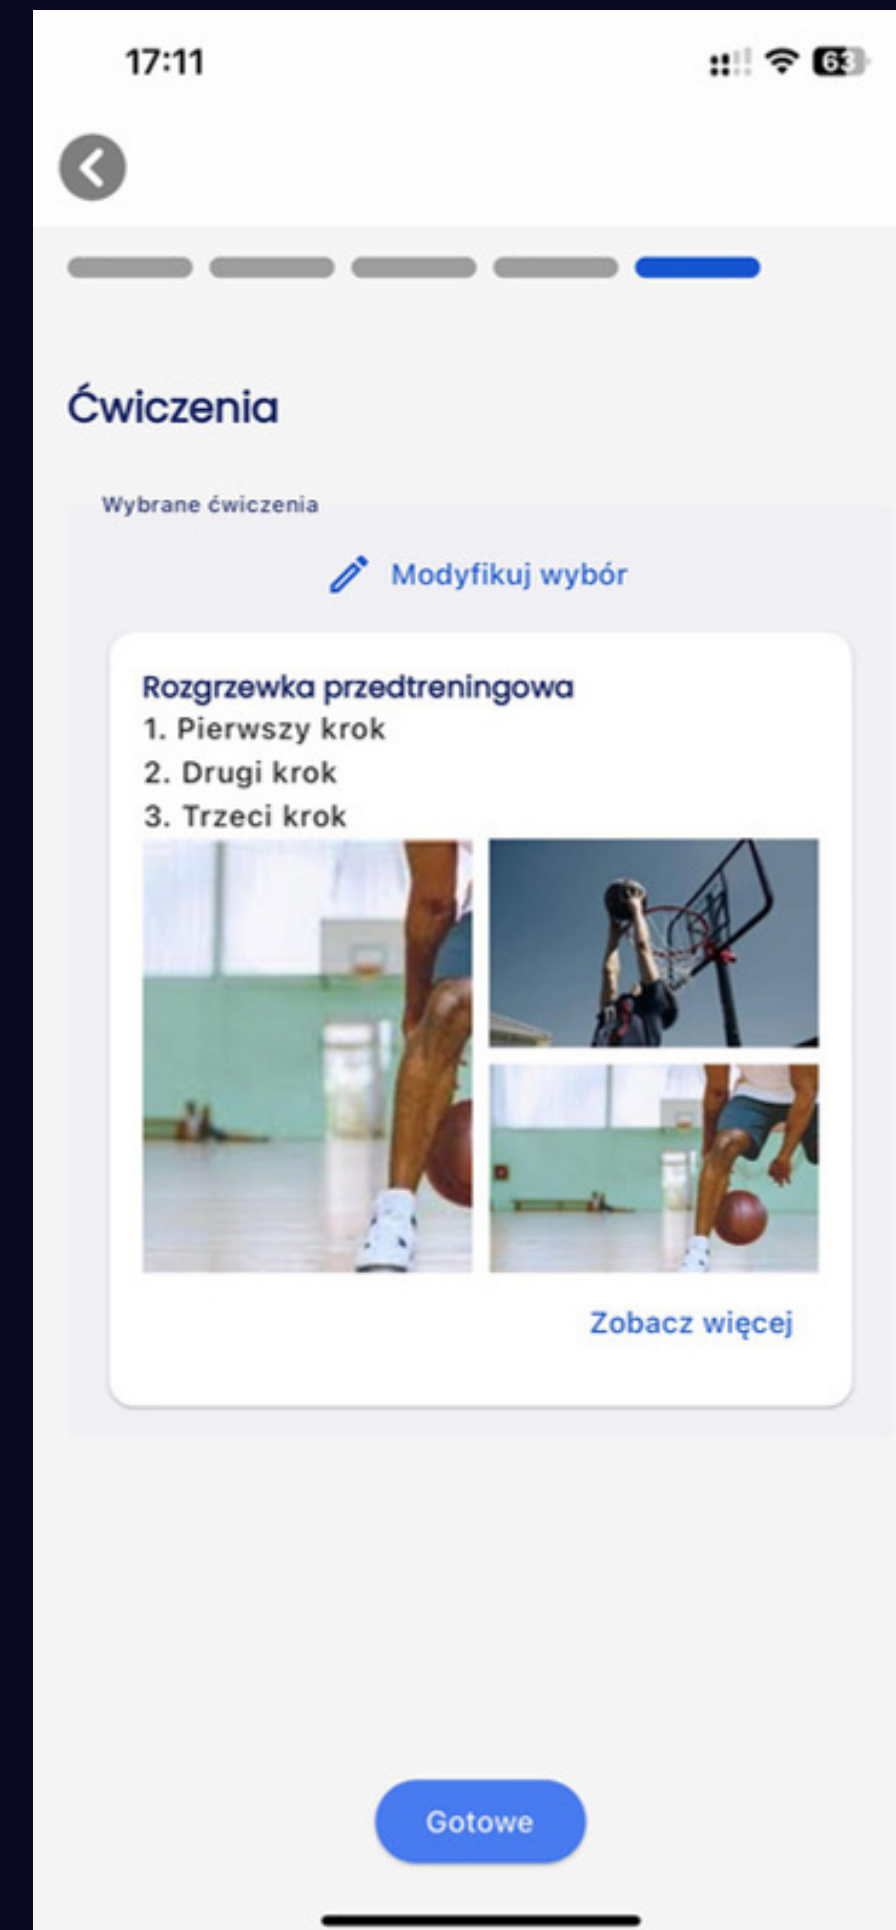 17:11
63
Ćwiczenia
Wybrane ćwiczenia
Modyfikuj wybór
Rozgrzewka przedtreningowa
1. Pierwszy krok
2. Drugi krok
3. Trzeci krok
Zobacz więcej
Gotowe